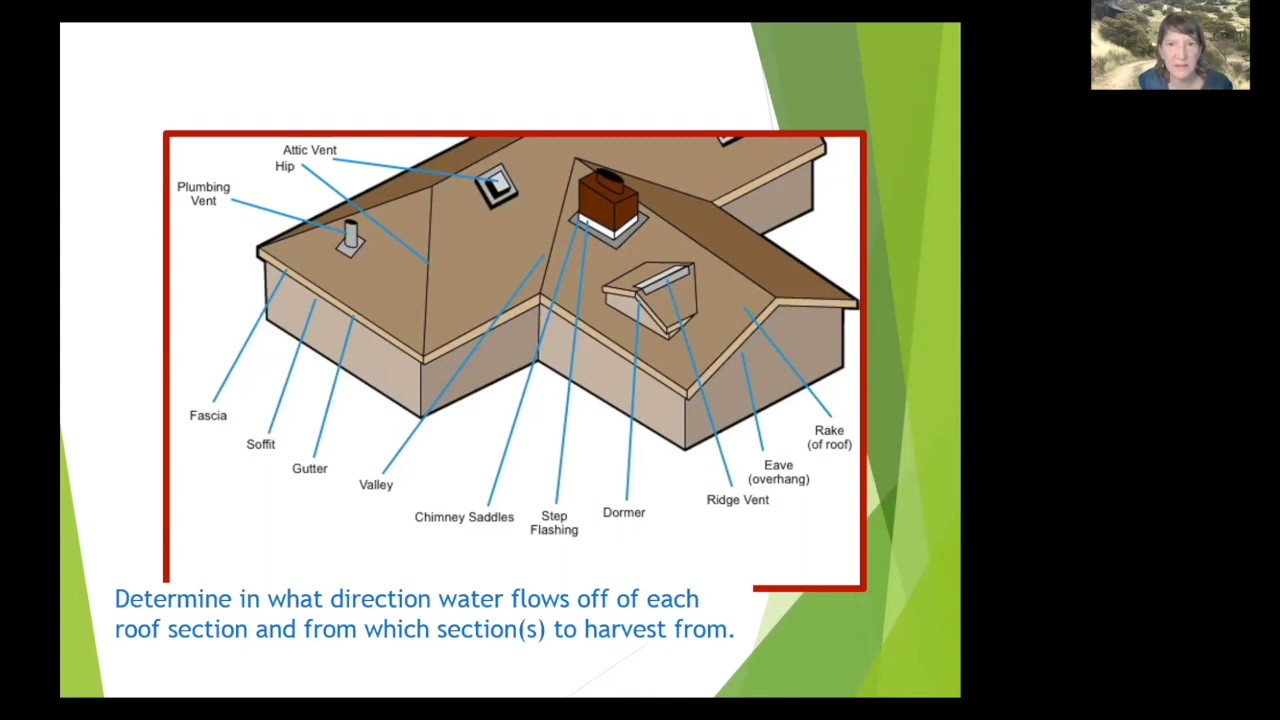 Attic Vent
Hip
Plumbing
Vent
Fascia
Soffit
Gutter
Valley
Chimney Saddles
Step
Flashing
Dormer
Ridge Vent
Eave
(overhang)
Rake
(of roof)
Determine in what direction water flows off of each
roof section and from which section(s) to harvest from.